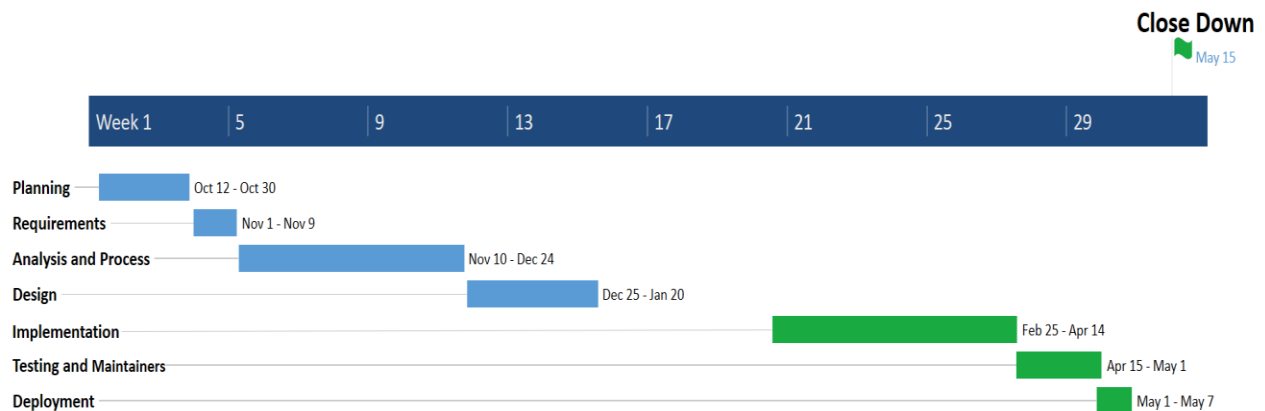 Close Down
May 15
Week 1 5 9 13 17 21 25 29
Planning Oct 12 - Oct 30
Requirements Nov 1 - Nov 9
Analysis and Process Nov 10 - Dec 24
Design Dec 25 - Jan 20
Implementation Feb 25 - Apr 14
Testing and Maintainers Apr 15 - May 1
Deployment May 1 - May 7